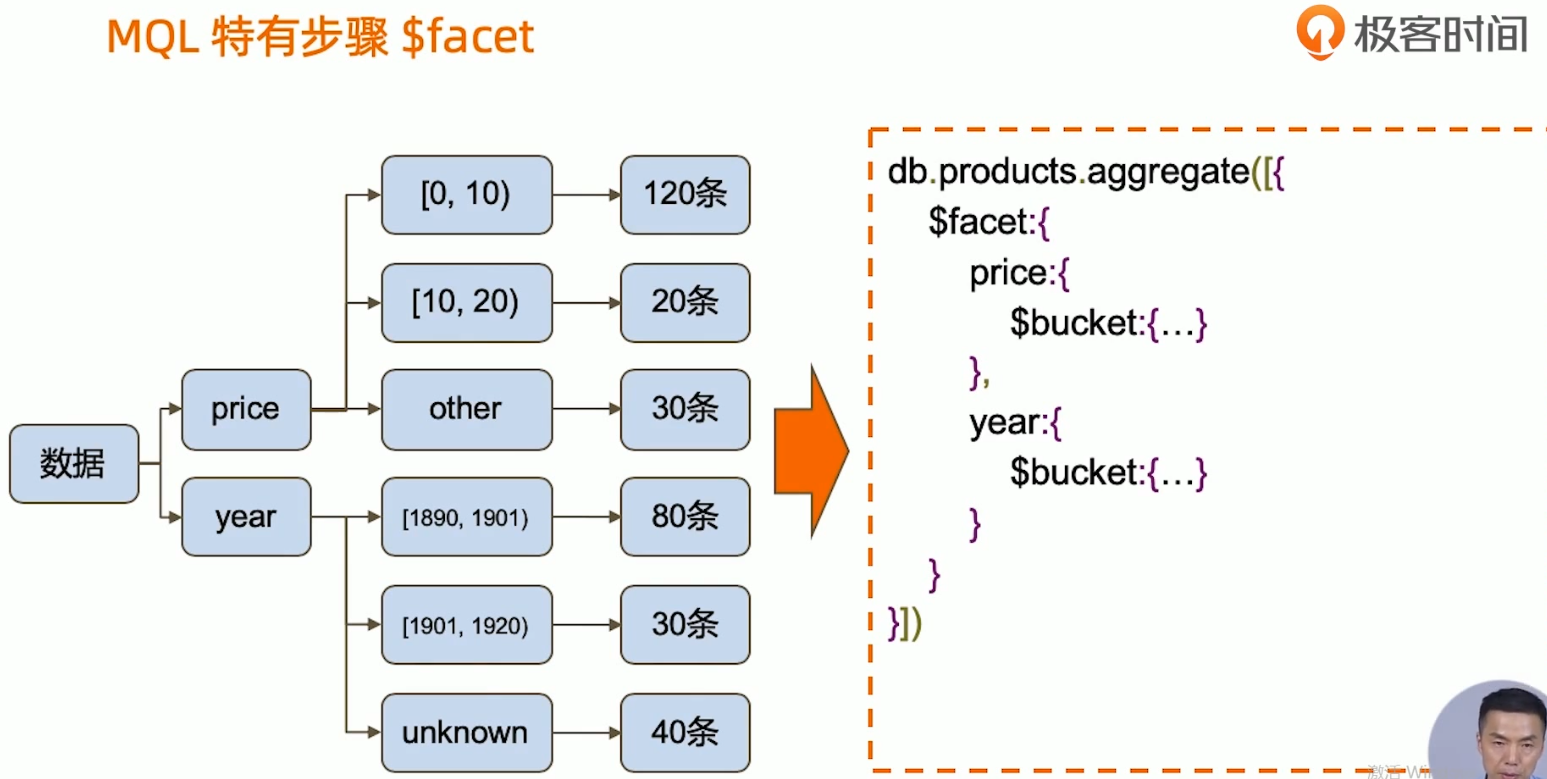 MQL 特有步骤 $facet
极客时间
[0, 10)
120条
[10, 20)
20条
price
other
30条
数据
year
[1890, 1901)
80条
[1901, 1920)
30条
unknown
40条
db.products.aggregate([{
$facet:{
price:{
$bucket:{…}
},
year:{
$bucket:{…}
}
}
}])
激活 Wi